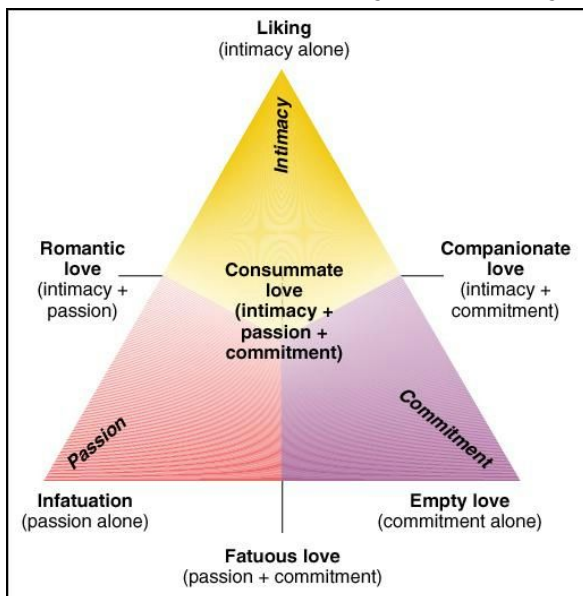 Liking
(intimacy alone)
Intimacy
Romantic
love
(intimacy +
passion)
Consummate
love
(intimacy +
passion +
commitment)
Companionate
love
(intimacy +
commitment)
Passion
Commitment
Infatuation
(passion alone)
Empty love
(commitment alone)
Fatuous love
(passion + commitment)